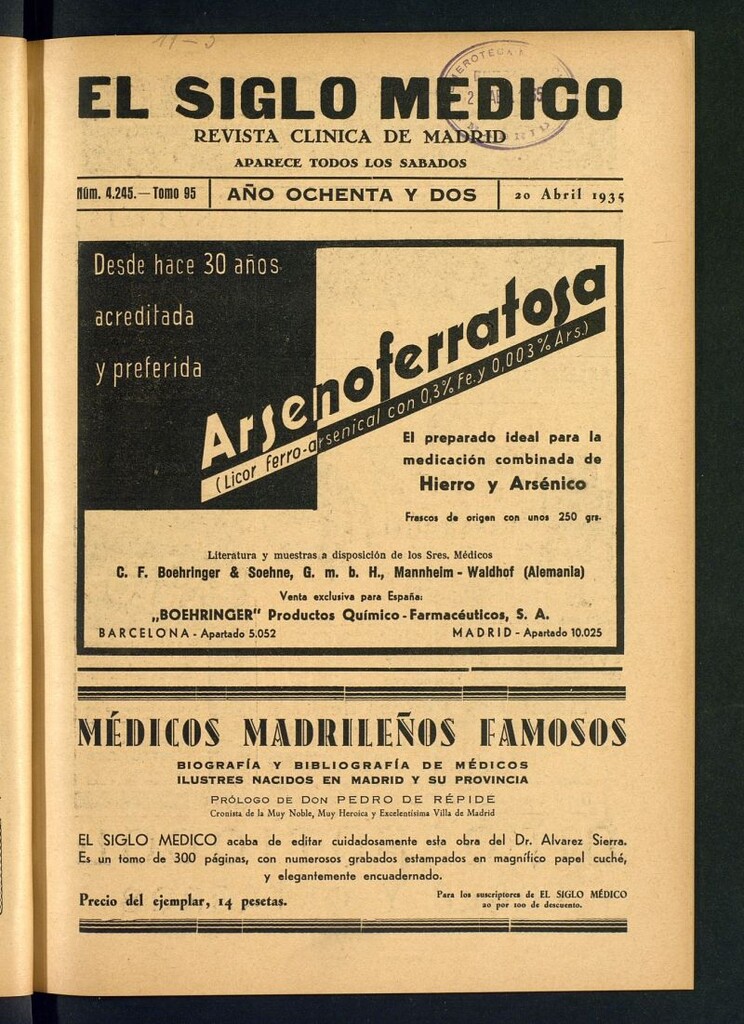 11-3
EL SIGLO MEDICO
REVISTA CLINICA DE MADRID
APARECE TODOS LOS SABADOS
Núm. 4.245.—Tomo 95
AÑO OCHENTA Y DOS
20 Abril 1935
Desde hace 30 años
acreditada
y preferida
Arsenoferratosa
(Licor ferro-arsenical con 0,3% Fe. y 0,003% Ars.)
El preparado ideal para la
medicación combinada de
Hierro y Arsénico
Frascos de origen con unos 250 grs.
Literatura y muestras a disposición de los Sres. Médicos
C. F. Boehringer & Soehne, G. m. b. H., Mannheim - Waldhof (Alemania)
Venta exclusiva para España:
„BOEHRINGER" Productos Químico-Farmacéuticos, S. A.
BARCELONA - Apartado 5.052
MADRID - Apartado 10.025
MÉDICOS MADRILEÑOS FAMOSOS
BIOGRAFÍA Y BIBLIOGRAFÍA DE MÉDICOS
ILUSTRES NACIDOS EN MADRID Y SU PROVINCIA
PRÓLOGO DE DON PEDRO DE RÉPIDE
Cronista de la Muy Noble, Muy Heroica y Excelentísima Villa de Madrid
EL SIGLO MEDICO acaba de editar cuidadosamente esta obra del Dr. Alvarez Sierra.
Es un tomo de 300 páginas, con numerosos grabados estampados en magnífico papel cuché,
y elegantemente encuadernado.
Precio del ejemplar, 14 pesetas.
Para los suscriptores de EL SIGLO MÉDICO
20 por 100 de descuento.